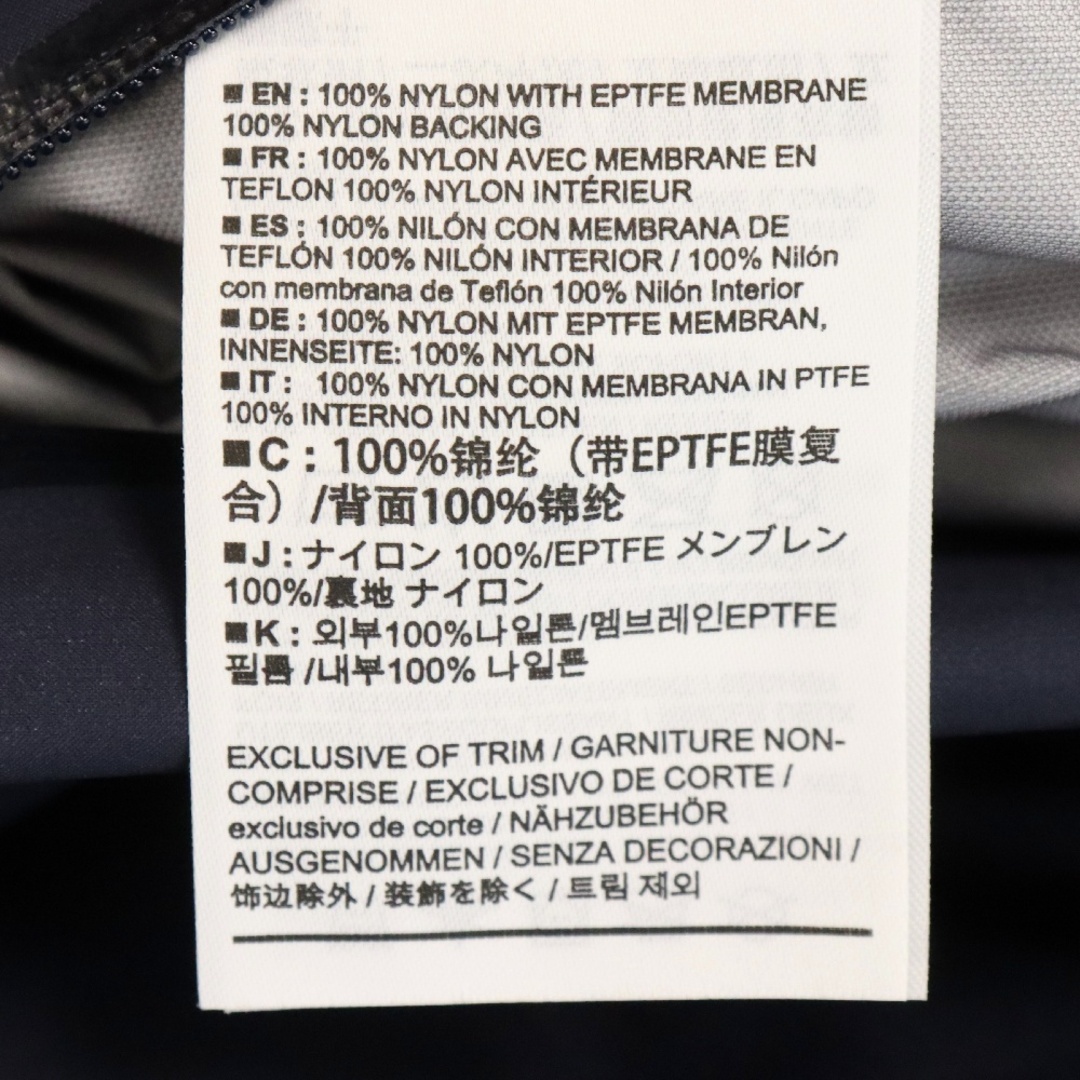 ■ EN : 100% NYLON WITH EPTFE MEMBRANE
100% NYLON BACKING
■ FR : 100% NYLON AVEC MEMBRANE EN
TEFLON 100% NYLON INTÉRIEUR
■ ES : 100% NILÓN CON MEMBRANA DE
TEFLÓN 100% NILÓN INTERIOR / 100% Nilón
con membrana de Teflón 100% Nilón Interior
■ DE : 100% NYLON MIT EPTFE MEMBRAN,
INNENSEITE: 100% NYLON
■ IT : 100% NYLON CON MEMBRANA IN PTFE
100% INTERNO IN NYLON
■ C : 100%锦纶（带EPTFE膜复
合）/背面100%锦纶
■ J : ナイロン 100%/EPTFE メンブレン
100%/裏地 ナイロン
■ K : 외부100%나일론/멤브레인EPTFE
필름 /내부100% 나일론
EXCLUSIVE OF TRIM / GARNITURE NON-
COMPRISE / EXCLUSIVO DE CORTE /
exclusivo de corte / NÄHZUBEHÖR
AUSGENOMMEN / SENZA DECORAZIONI /
饰边除外 / 装飾を除く / 트림 제외